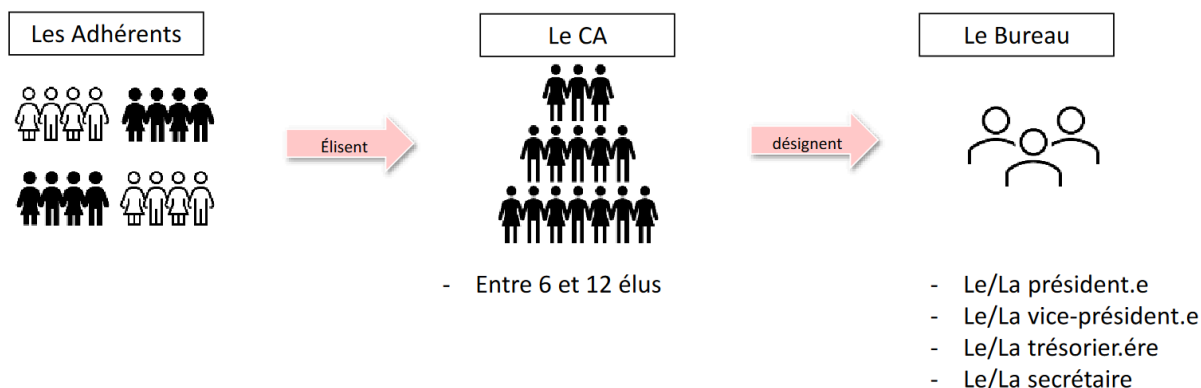 Les Adhérents
Le CA
Le Bureau
Élisent
désignent
- Entre 6 et 12 élus
- Le/La président.e
- Le/La vice-président.e
- Le/La trésorier.ére
- Le/La secrétaire